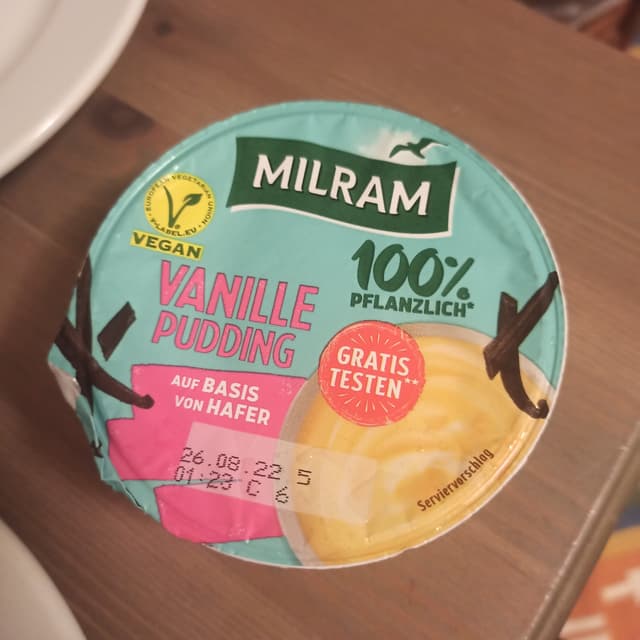 MILRAM
EUROPEAN VEGETARIAN UNION
V-LABEL.EU
VEGAN
100%
PFLANZLICH*
VANILLE
PUDDING
GRATIS
TESTEN**
AUF BASIS
VON HAFER
26.08.22 5
01:23 C 6
Serviervorschlag